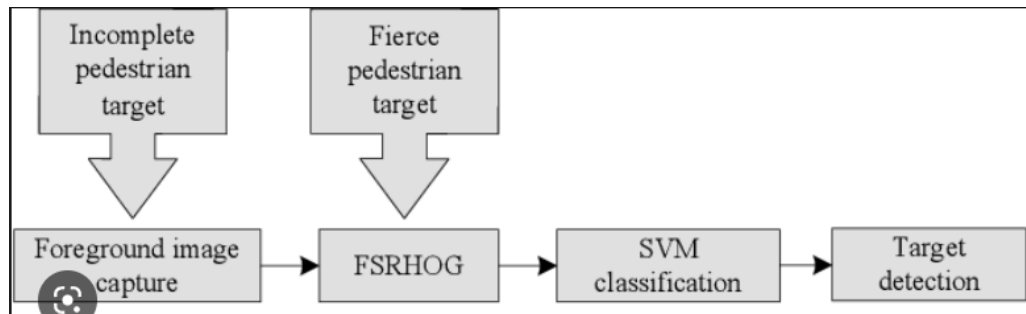 Incomplete
pedestrian
target
Fierce
pedestrian
target
Foreground image
capture
FSRHOG
SVM
classification
Target
detection